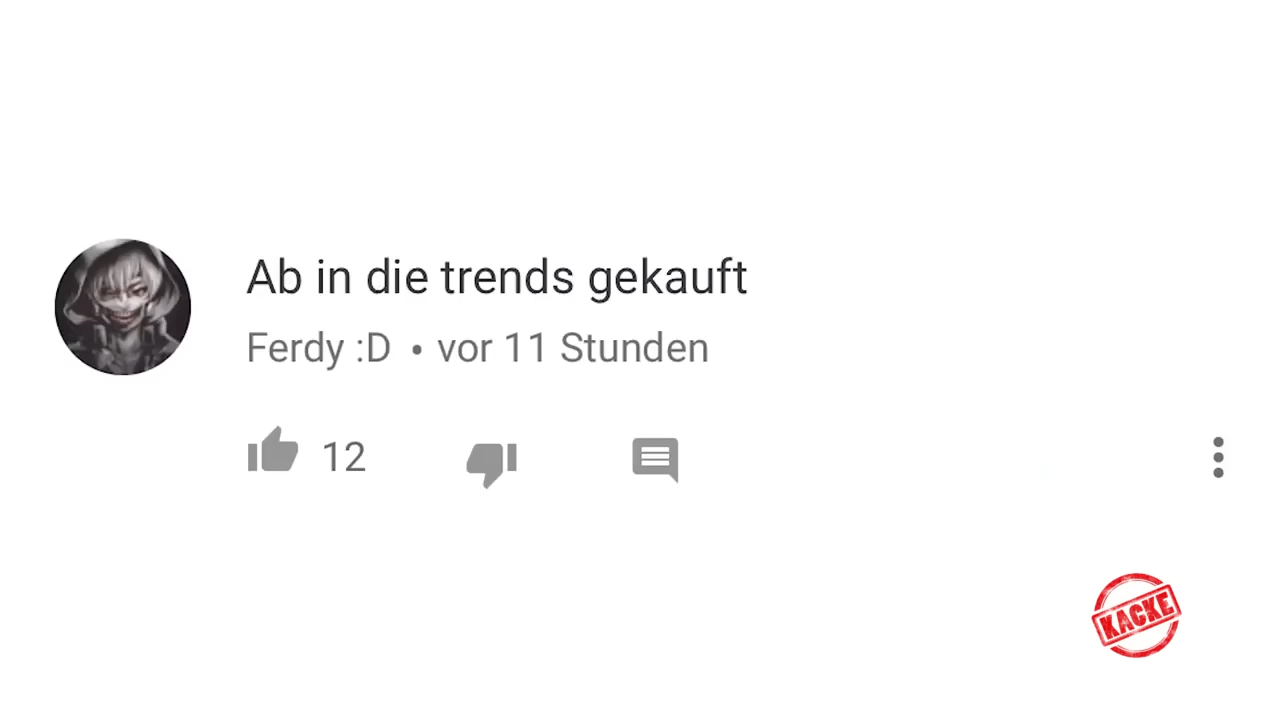 Ab in die trends gekauft
Ferdy :D • vor 11 Stunden
12
KACKE